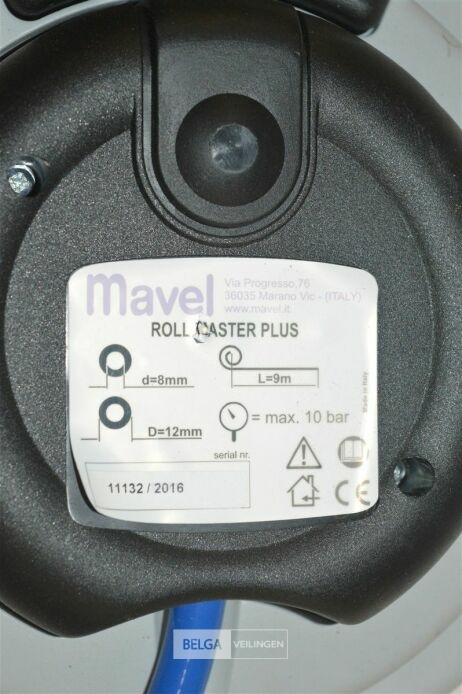 mavel
Via Progresso,76
36035 Marano Vic - (ITALY)
www.mavel.it
ROLL MASTER PLUS
d=8mm
L=9m
Made in Italy
D=12mm
= max. 10 bar
serial nr.
11132 / 2016
CE
BELGA VEILINGEN